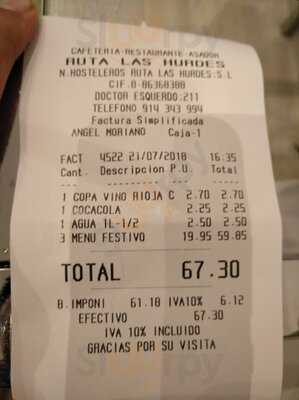 CAFETERIA-RESTAURANTE-ASADOR
RUTA LAS HURDES
N.HOSTELEROS RUTA LAS HURDES;S.L
CIF.B-86368388
DOCTOR ESQUERDO;211
TELEFONO 914 343 994
Factura Simplificada
ANGEL MORIANO Caja-1
FACT 4522 21/07/2018 16:35
Cant. Descripcion P.U. Total
1 COPA VINO RIOJA C 2.70 2.70
1 COCACOLA 2.25 2.25
1 AGUA 1L-1/2 2.50 2.50
3 MENU FESTIVO 19.95 59.85
TOTAL 67.30
B.IMPONI 61.18 IVA10% 6.12
EFECTIVO 67.30
IVA 10% INCLUIDO
GRACIAS POR SU VISITA